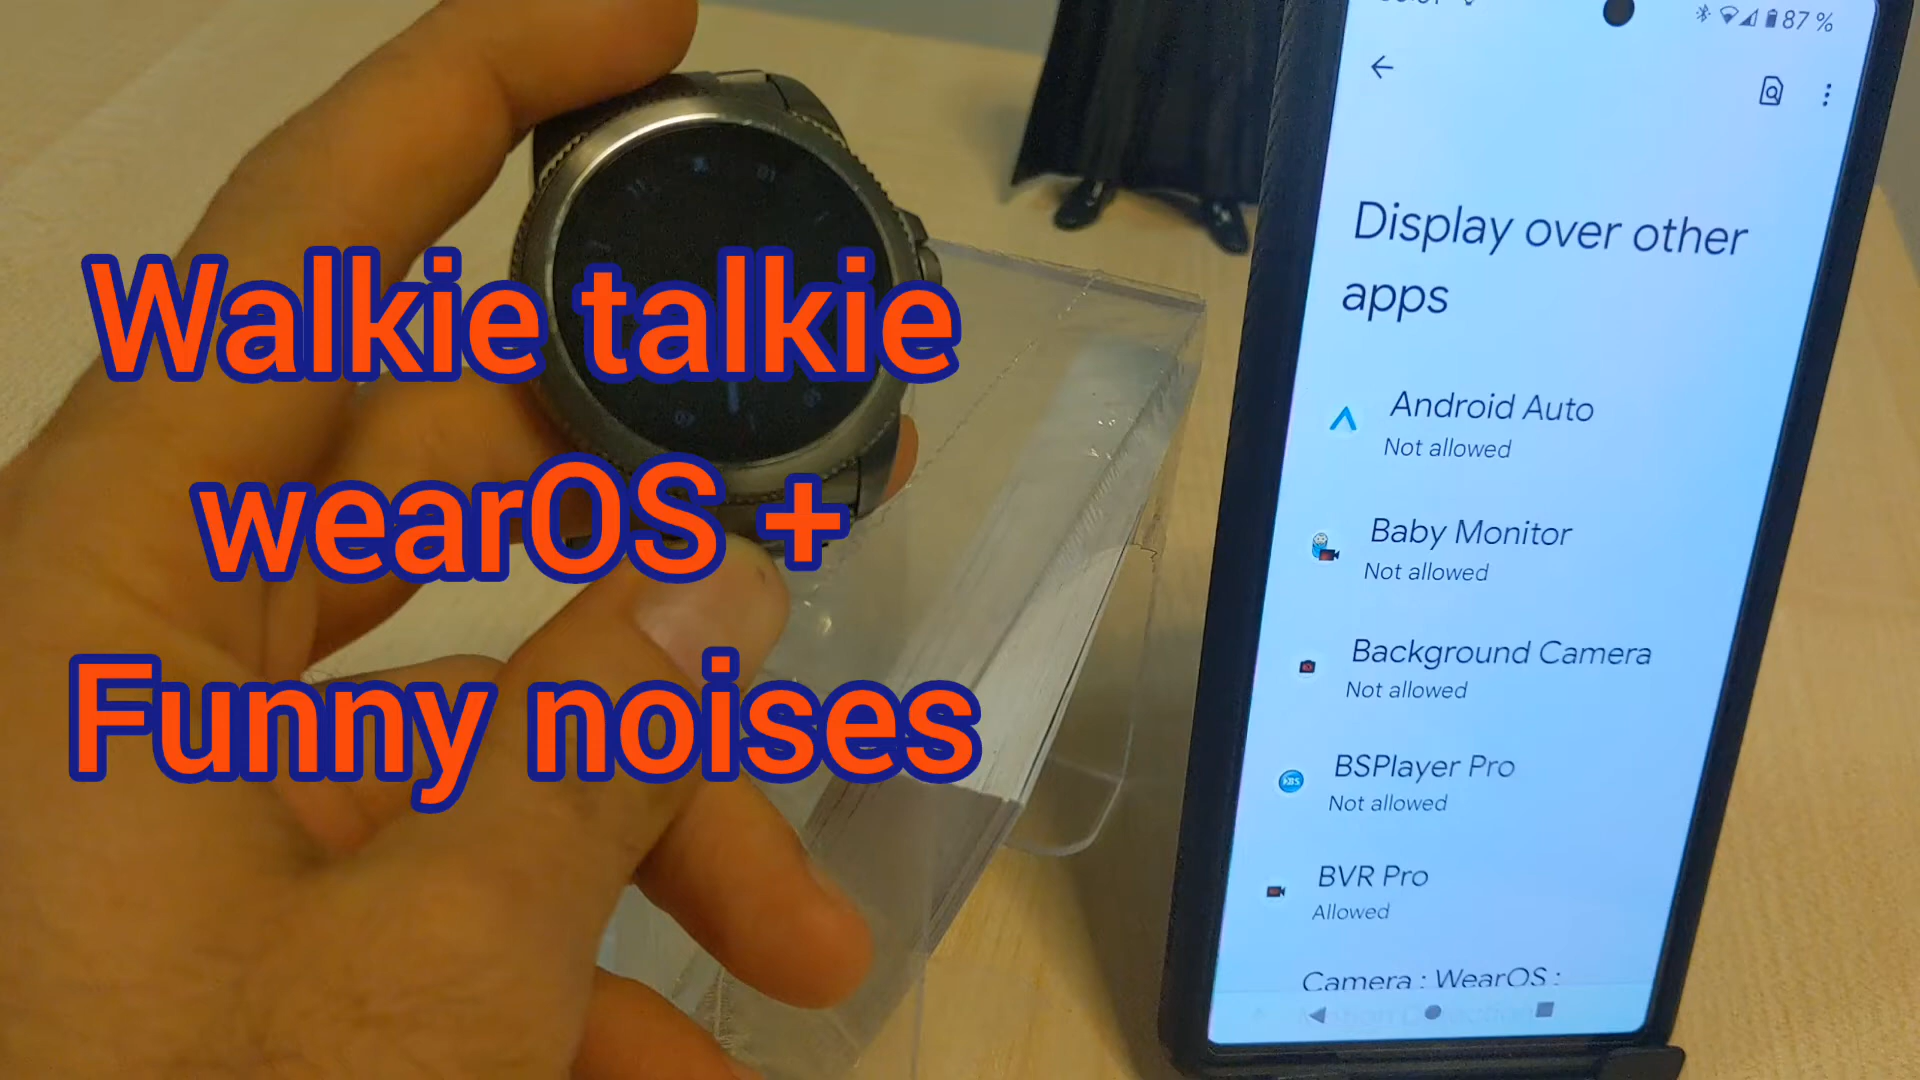 Walkie talkie
wearOS +
Funny noises
87 %
Display over other
apps
Android Auto
Not allowed
Baby Monitor
Not allowed
Background Camera
Not allowed
BSPlayer Pro
Not allowed
BVR Pro
Allowed
Camera : WearOS :